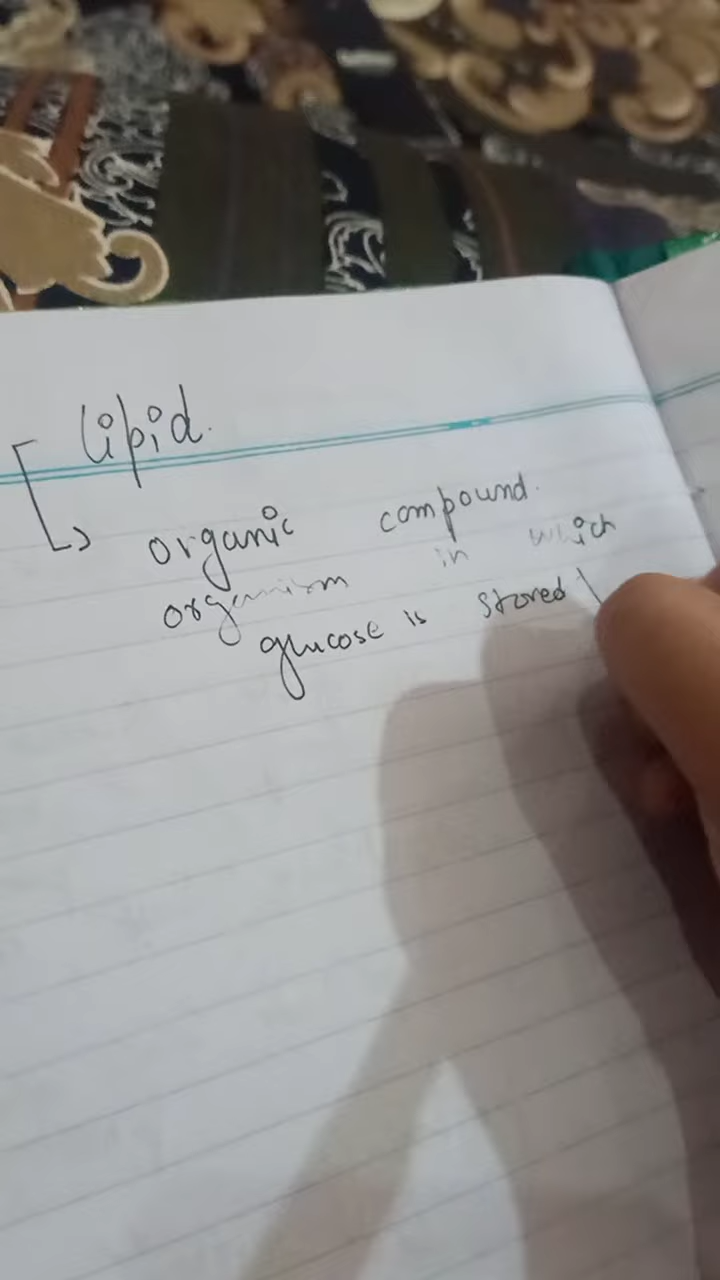 lipid.
organic compound.
organism in which
glucose is stored